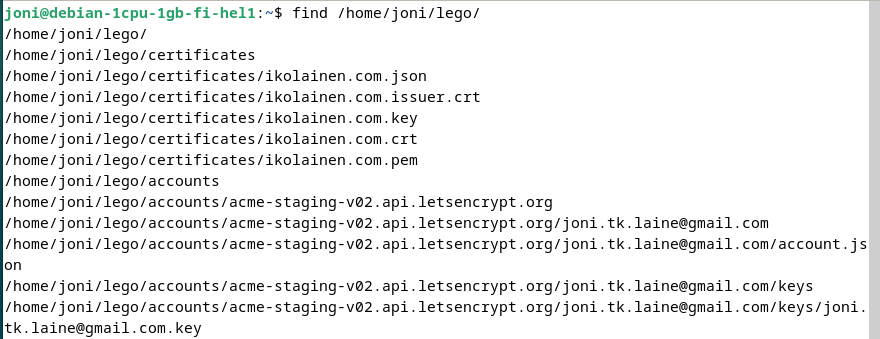 joni@debian-1cpu-1gb-fi-hel1:~$ find /home/joni/lego/
/home/joni/lego/
/home/joni/lego/certificates
/home/joni/lego/certificates/ikolainen.com.json
/home/joni/lego/certificates/ikolainen.com.issuer.crt
/home/joni/lego/certificates/ikolainen.com.key
/home/joni/lego/certificates/ikolainen.com.crt
/home/joni/lego/certificates/ikolainen.com.pem
/home/joni/lego/accounts
/home/joni/lego/accounts/acme-staging-v02.api.letsencrypt.org
/home/joni/lego/accounts/acme-staging-v02.api.letsencrypt.org/joni.tk.laine@gmail.com
/home/joni/lego/accounts/acme-staging-v02.api.letsencrypt.org/joni.tk.laine@gmail.com/account.js
on
/home/joni/lego/accounts/acme-staging-v02.api.letsencrypt.org/joni.tk.laine@gmail.com/keys
/home/joni/lego/accounts/acme-staging-v02.api.letsencrypt.org/joni.tk.laine@gmail.com/keys/joni.
tk.laine@gmail.com.key